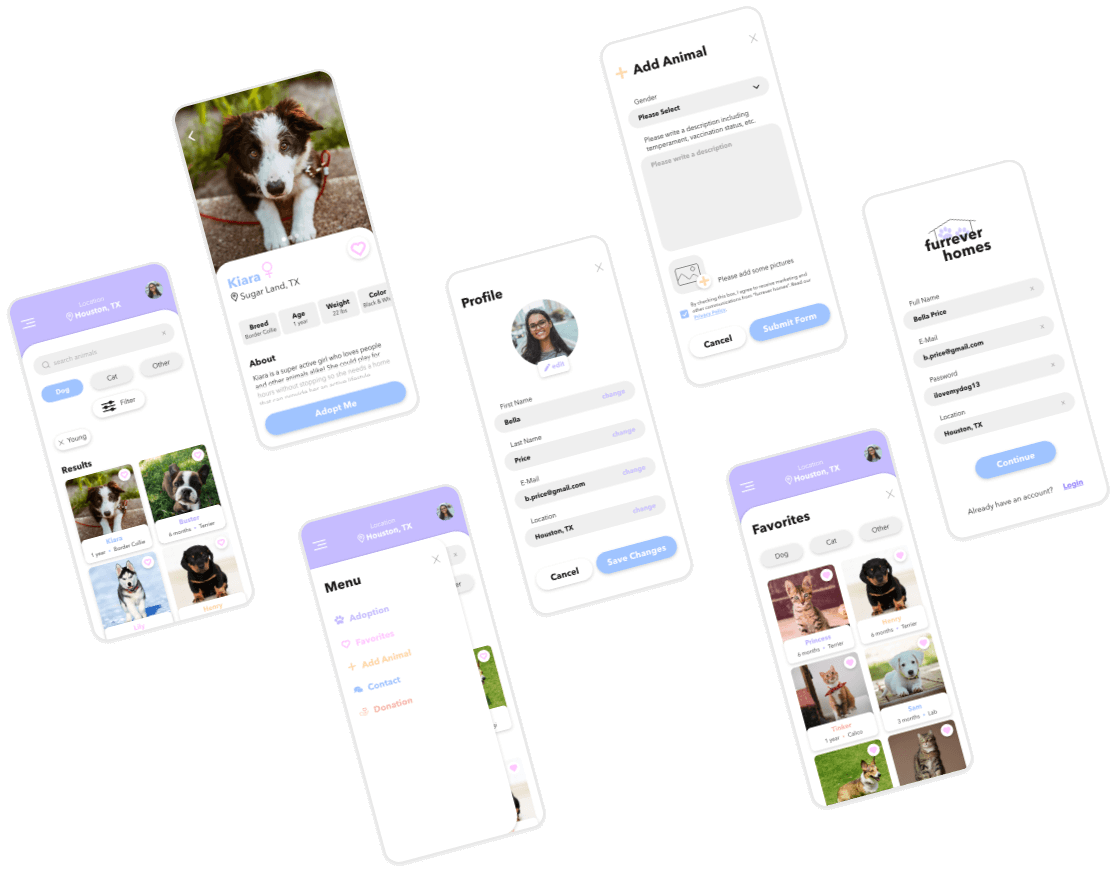 Location
Houston, TX
search animals
Dog
Cat
Other
Filter
Young
Results
Kiara
1 year • Border Collie
Buster
6 months • Terrier
Lily
Henry
Kiara
Sugar Land, TX
Breed
Border Collie
Age
1 year
Weight
22 lbs
Color
Black & Wh
About
Kiara is a super active girl who loves people
and other animals alike! She could play for
hours without stopping so she needs a home
that can provide her an active lifestyle
Adopt Me
Location
Houston, TX
Menu
Adoption
Favorites
Add Animal
Contact
Donation
Profile
edit
First Name
Bella
change
Last Name
Price
change
E-Mail
b.price@gmail.com
change
Location
Houston, TX
change
Cancel
Save Changes
Add Animal
Gender
Please Select
Please write a description including
temperament, vaccination status, etc.
Please write a description
Please add some pictures
By checking this box, I agree to receive marketing and
other communications from "furrever homes". Read out
Privacy Policy.
Cancel
Submit Form
Location
Houston, TX
Favorites
Dog
Cat
Other
Princess
6 months • Terrier
Henry
6 months • Terrier
Tinker
1 year • Calico
Sam
3 months • Lab
furrever
homes
Full Name
Bella Price
E-Mail
b.price@gmail.com
Password
ilovemydog13
Location
Houston, TX
Continue
Already have an account? Login